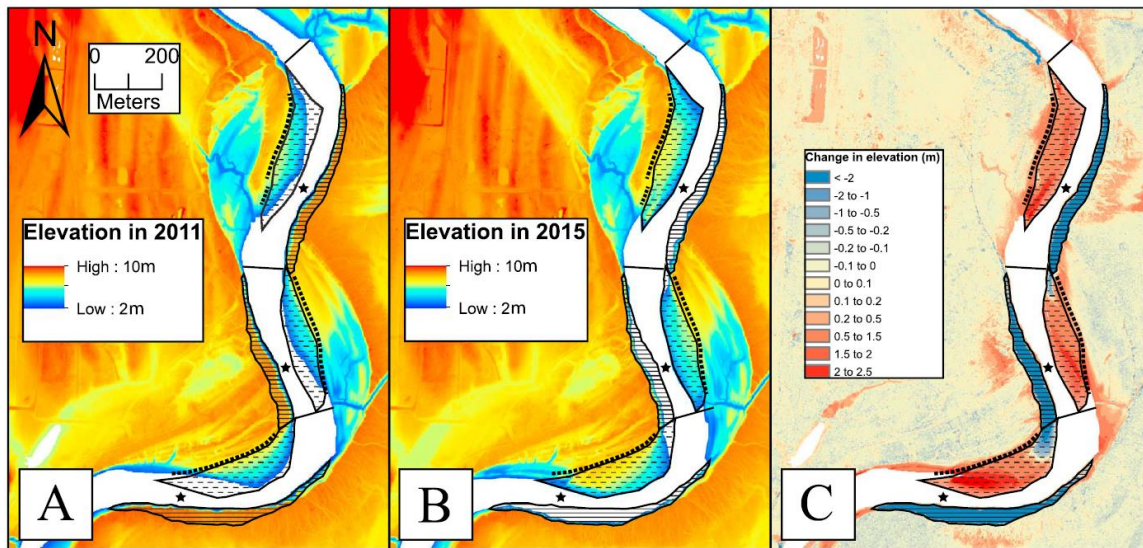 N
0 200
Meters
Elevation in 2011
High : 10m
Low : 2m
A
Elevation in 2015
High : 10m
Low : 2m
B
Change in elevation (m)
< -2
-2 to -1
-1 to -0.5
-0.5 to -0.2
-0.2 to -0.1
-0.1 to 0
0 to 0.1
0.1 to 0.2
0.2 to 0.5
0.5 to 1.5
1.5 to 2
2 to 2.5
C